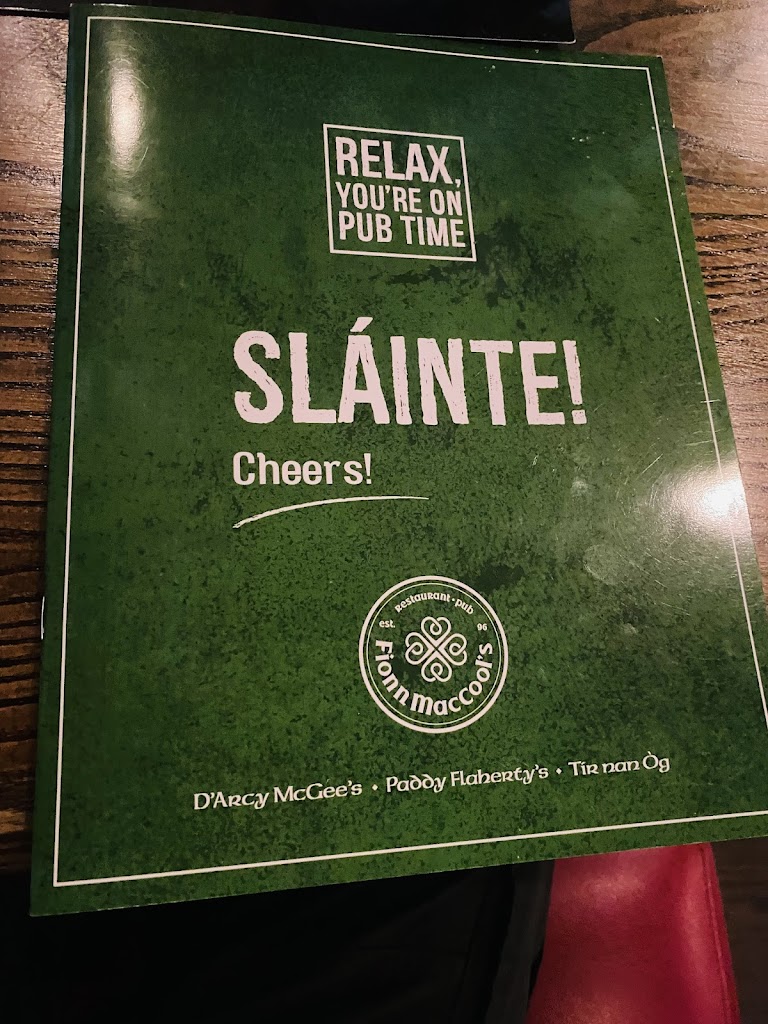 RELAX,
YOU'RE ON
PUB TIME
SLÁINTE!
Cheers!
Restaurant • pub
est. 96
Fionn MacCool's
D'Arcy McGee's • Paddy Flaherty's • Tír nan Òg